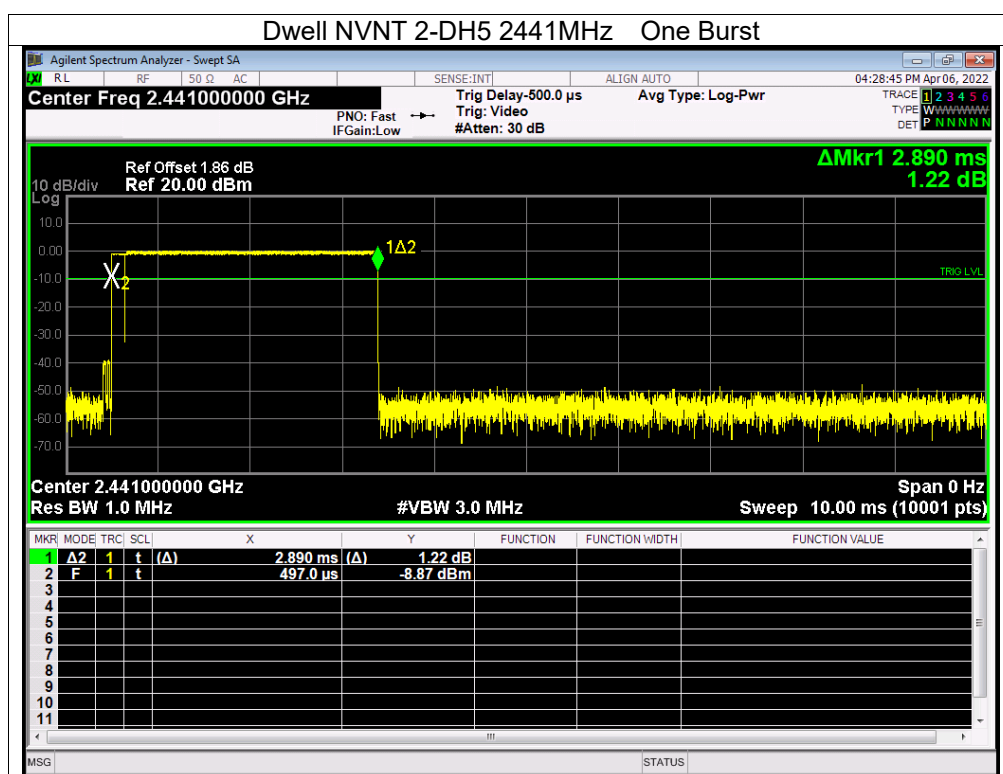 Dwell NVNT 2-DH5 2441MHz One Burst
Agilent Spectrum Analyzer - Swept SA
LXI RL RF 50 Ω AC SENSE:INT ALIGN AUTO 04:28:45 PM Apr 06, 2022
Center Freq 2.441000000 GHz Trig Delay-500.0 µs Avg Type: Log-Pwr TRACE 1 2 3 4 5 6
PNO: Fast Trig: Video TYPE WWWWWW
IFGain:Low #Atten: 30 dB DET P N N N N N
ΔMkr1 2.890 ms
1.22 dB
Ref Offset 1.86 dB
10 dB/div Ref 20.00 dBm
Log
10.0
0.00
-10.0
-20.0
-30.0
-40.0
-50.0
-60.0
-70.0
1Δ2
2
TRIG LVL
Center 2.441000000 GHz Span 0 Hz
Res BW 1.0 MHz #VBW 3.0 MHz Sweep 10.00 ms (10001 pts)
MKR MODE TRC SCL X Y FUNCTION FUNCTION WIDTH FUNCTION VALUE
1 Δ2 1 t (Δ) 2.890 ms (Δ) 1.22 dB
2 F 1 t 497.0 µs -8.87 dBm
3
4
5
6
7
8
9
10
11
MSG STATUS